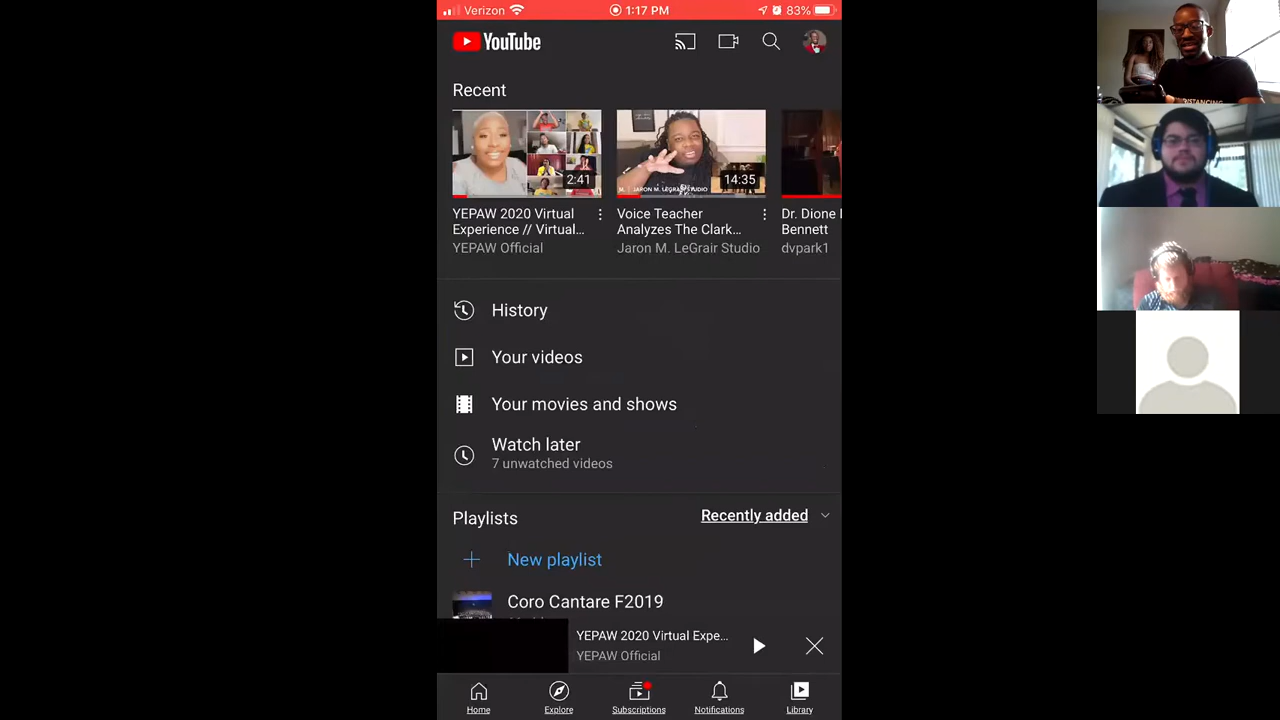 Verizon 1:17 PM 83%
YouTube
Recent
2:41
14:35
M. | JARON M. LEGRAIR STUDIO
YEPAW 2020 Virtual
Experience // Virtual...
YEPAW Official
Voice Teacher
Analyzes The Clark...
Jaron M. LeGrair Studio
Dr. Dione
Bennett
dvpark1
History
Your videos
Your movies and shows
Watch later
7 unwatched videos
Playlists
Recently added
New playlist
Coro Cantare F2019
YEPAW 2020 Virtual Expe...
YEPAW Official
Home
Explore
Subscriptions
Notifications
Library